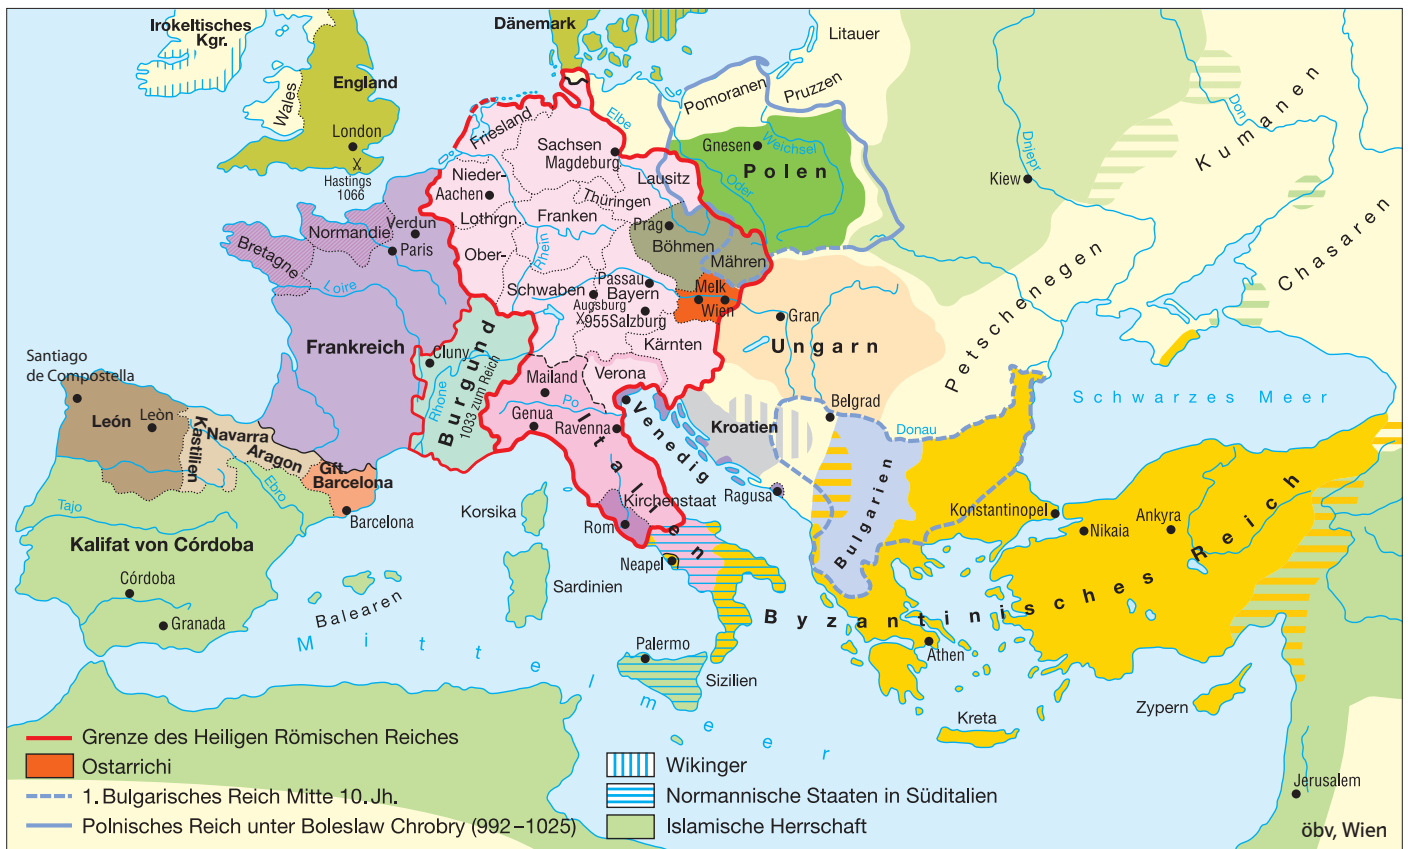 Irokeltisches
Kgr.
Wales
England
London
Hastings
1066
Dänemark
Litauer
Pomoranen
Pruzzen
Elbe
Friesland
Sachsen
Magdeburg
Gnesen
Weichsel
Polen
Oder
Lausitz
Nieder-
Aachen
Lothrgn.
Ober-
Thüringen
Franken
Rhein
Prag
Böhmen
Mähren
Kiew
Dnjepr
Don
Kumanen
Chasaren
Petschenegen
Verdun
Normandie
Paris
Bretagne
Loire
Frankreich
Schwaben
Passau
Bayern
Augsburg
955
Salzburg
Melk
Wien
Kärnten
Gran
Ungarn
Cluny
Burgund
1033 zum Reich
Rhone
Mailand
Verona
Po
Genua
Ravenna
Italien
Venedig
Kroatien
Belgrad
Donau
Schwarzes Meer
Santiago
de Compostella
León
Leòn
Kastilien
Navarra
Aragon
Gft.
Barcelona
Barcelona
Ebro
Tajo
Kalifat von Córdoba
Córdoba
Granada
Balearen
Korsika
Sardinien
Kirchenstaat
Rom
Neapel
Ragusa
Bulgarien
Konstantinopel
Nikaia
Ankyra
Byzantinisches Reich
Athen
Palermo
Sizilien
Mittelmeer
Kreta
Zypern
Jerusalem
Grenze des Heiligen Römischen Reiches
Ostarrichi
1. Bulgarisches Reich Mitte 10. Jh.
Polnisches Reich unter Boleslaw Chrobry (992–1025)
Wikinger
Normannische Staaten in Süditalien
Islamische Herrschaft
öbv, Wien